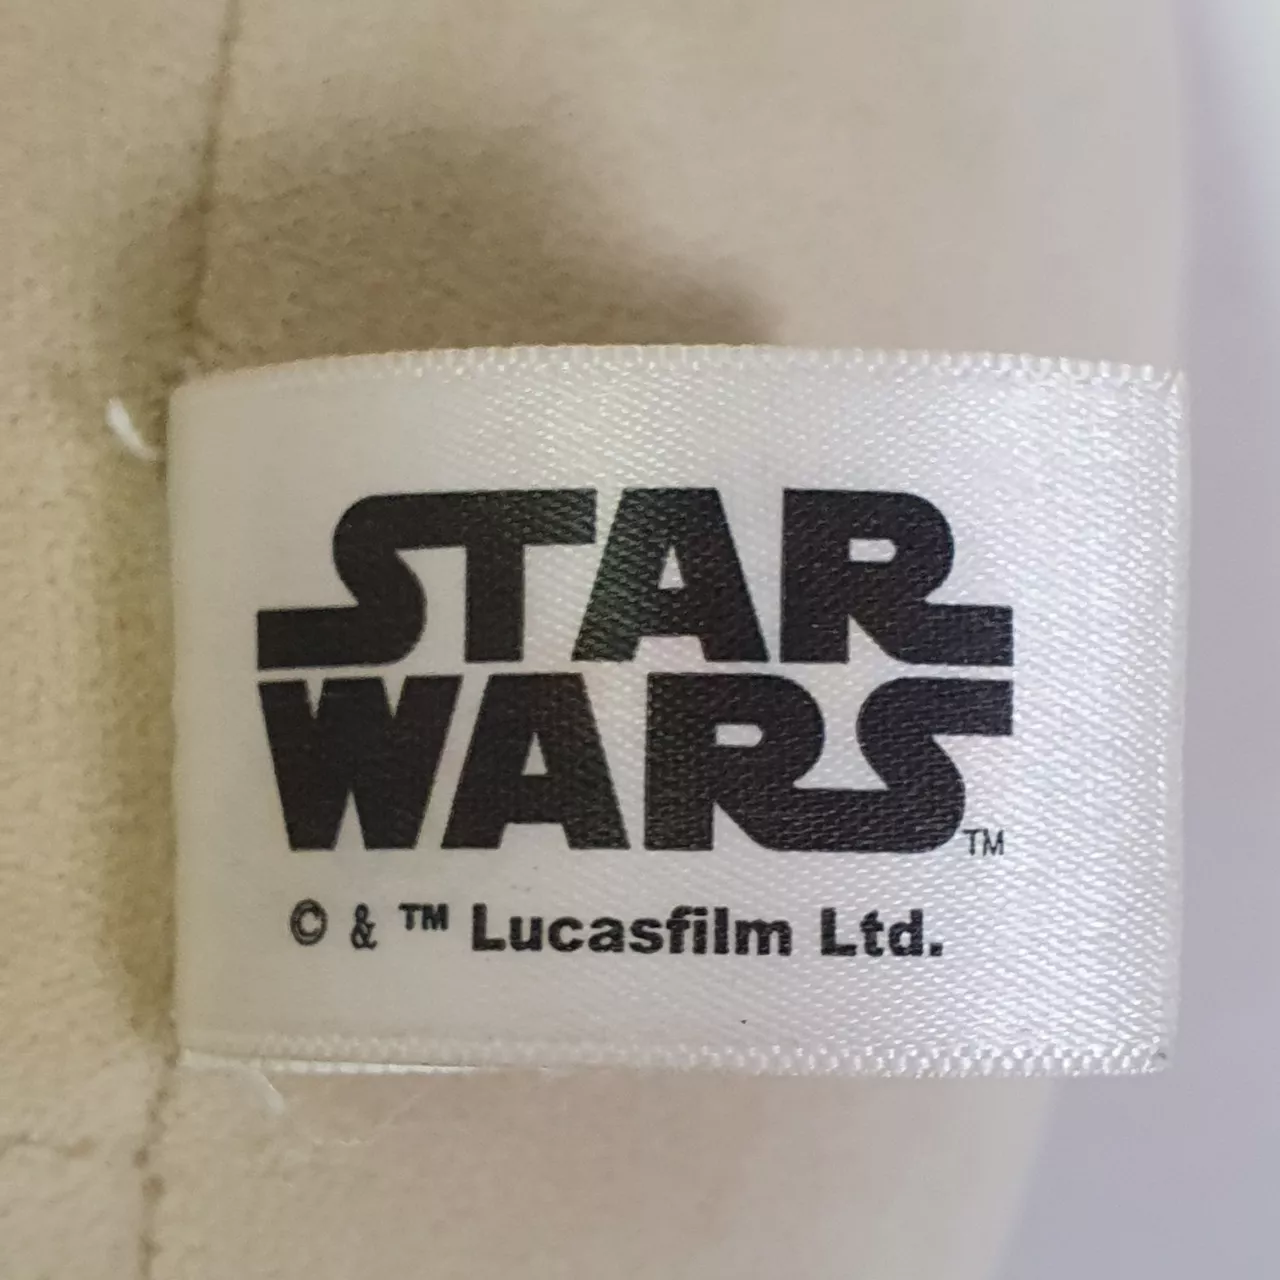 STAR
WARS™
© & ™ Lucasfilm Ltd.